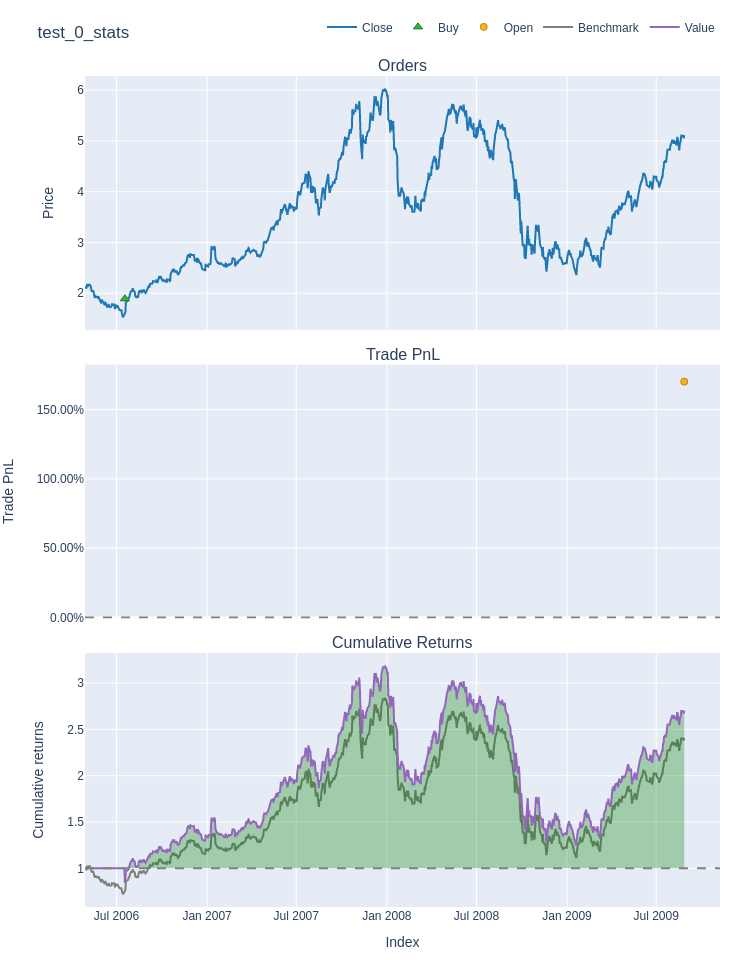 test_0_stats
Close Buy Open Benchmark Value
Orders
6
5
4
3
2
Price
Trade PnL
150.00%
100.00%
50.00%
0.00%
Trade PnL
Cumulative Returns
3
2.5
2
1.5
1
Cumulative returns
Jul 2006 Jan 2007 Jul 2007 Jan 2008 Jul 2008 Jan 2009 Jul 2009
Index